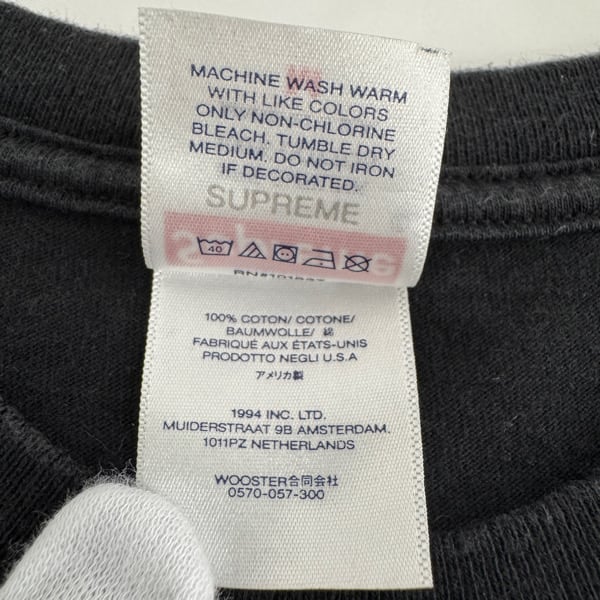 MACHINE WASH WARM
WITH LIKE COLORS
ONLY NON-CHLORINE
BLEACH. TUMBLE DRY
MEDIUM. DO NOT IRON
IF DECORATED.
SUPREME
40
100% COTON/ COTONE/
BAUMWOLLE/ 綿
FABRIQUÉ AUX ÉTATS-UNIS
PRODOTTO NEGLI U.S.A
アメリカ製
1994 INC. LTD.
MUIDERSTRAAT 9B AMSTERDAM.
1011PZ NETHERLANDS
WOOSTER合同会社
0570-057-300